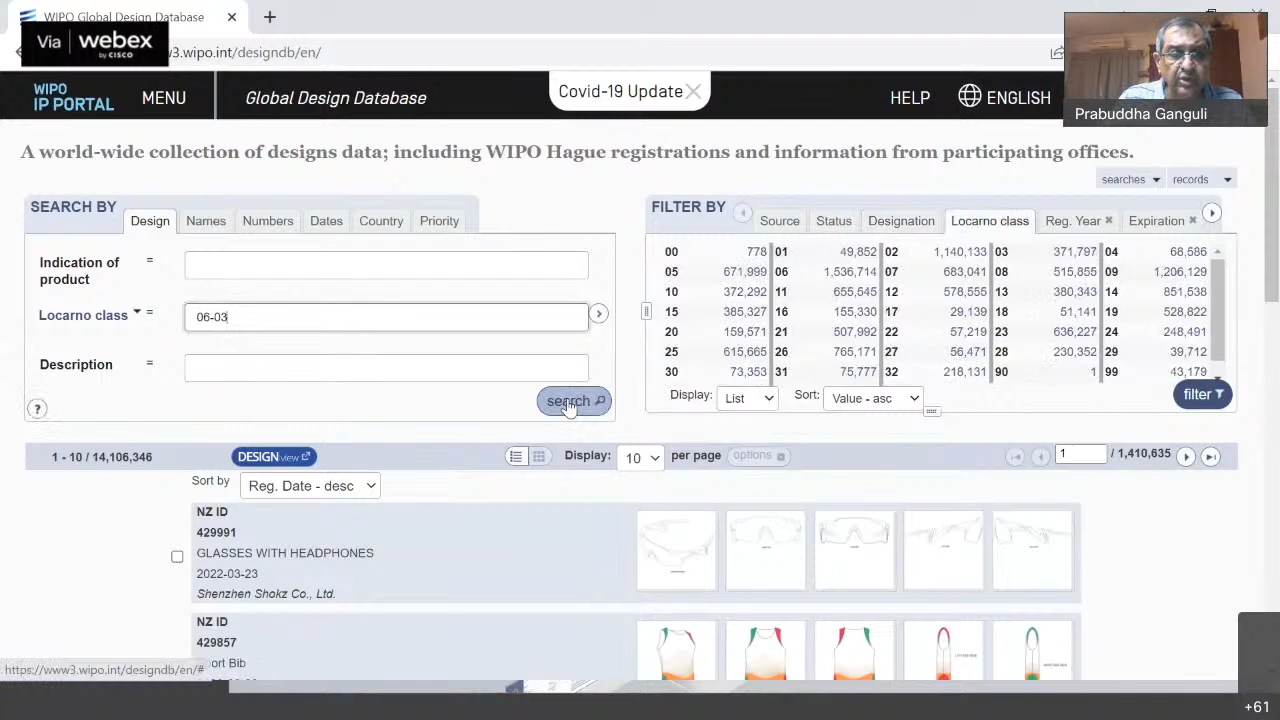 WIPO Global Design Database
Via webex
by CISCO
3.wipo.int/designdb/en/
Prabuddha Ganguli
WIPO
IP PORTAL
MENU
Global Design Database
Covid-19 Update
HELP
ENGLISH
A world-wide collection of designs data; including WIPO Hague registrations and information from participating offices.
searches records
SEARCH BY Design Names Numbers Dates Country Priority
Indication of
product =
Locarno class = 06-03
Description =
? search
FILTER BY Source Status Designation Locarno class Reg. Year Expiration
00 778 01 49,852 02 1,140,133 03 371,797 04 68,586
05 671,999 06 1,536,714 07 683,041 08 515,855 09 1,206,129
10 372,292 11 655,545 12 578,555 13 380,343 14 851,538
15 385,327 16 155,330 17 29,139 18 51,141 19 528,822
20 159,571 21 507,992 22 57,219 23 636,227 24 248,491
25 615,665 26 765,171 27 56,471 28 230,352 29 39,712
30 73,353 31 75,777 32 218,131 90 1 99 43,179
Display: List Sort: Value - asc filter
1 - 10 / 14,106,346 DESIGN view Display: 10 per page options 1 / 1,410,635
Sort by Reg. Date - desc
NZ ID
429991
GLASSES WITH HEADPHONES
2022-03-23
Shenzhen Shokz Co., Ltd.
NZ ID
429857
ort Bib
https://www3.wipo.int/designdb/en/#
+61